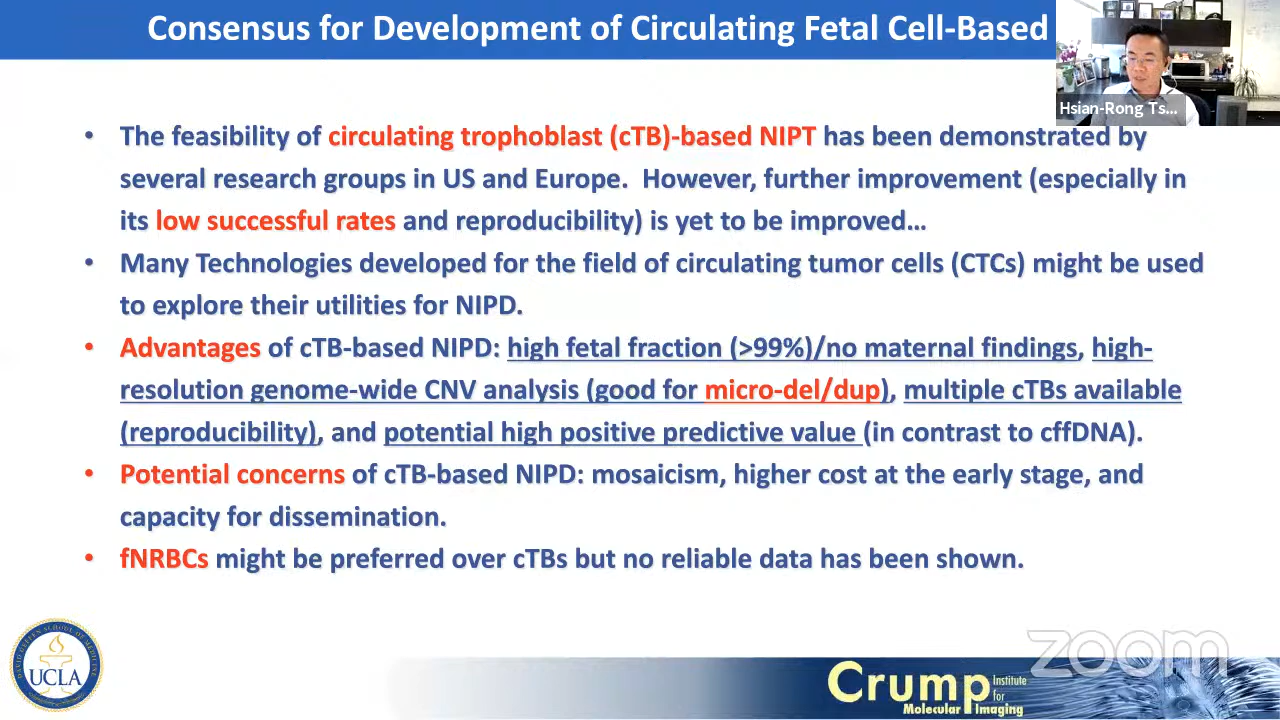 Consensus for Development of Circulating Fetal Cell-Based
Hsian-Rong Ts...
• The feasibility of circulating trophoblast (cTB)-based NIPT has been demonstrated by
several research groups in US and Europe. However, further improvement (especially in
its low successful rates and reproducibility) is yet to be improved…
• Many Technologies developed for the field of circulating tumor cells (CTCs) might be used
to explore their utilities for NIPD.
• Advantages of cTB-based NIPD: high fetal fraction (>99%)/no maternal findings, high-
resolution genome-wide CNV analysis (good for micro-del/dup), multiple cTBs available
(reproducibility), and potential high positive predictive value (in contrast to cffDNA).
• Potential concerns of cTB-based NIPD: mosaicism, higher cost at the early stage, and
capacity for dissemination.
• fNRBCs might be preferred over cTBs but no reliable data has been shown.
UCLA
zoom
Crump Institute
for
Molecular Imaging